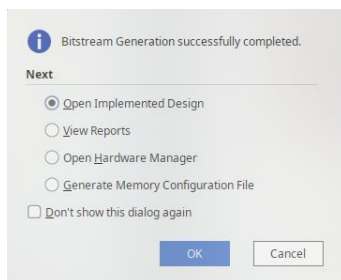 Bitstream Generation successfully completed.
Next
Open Implemented Design
View Reports
Open Hardware Manager
Generate Memory Configuration File
Don't show this dialog again
OK Cancel